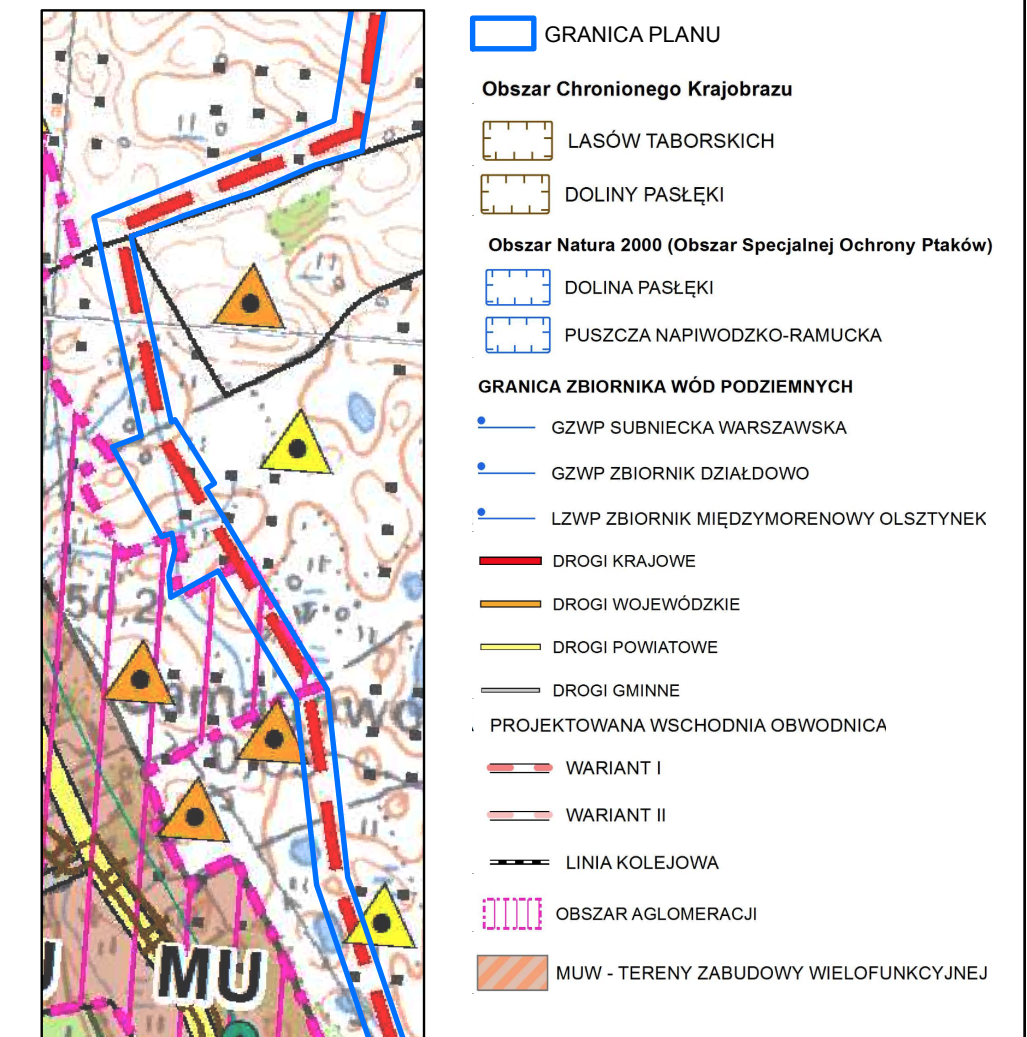 GRANICA PLANU
Obszar Chronionego Krajobrazu
LASÓW TABORSKICH
DOLINY PASŁĘKI
Obszar Natura 2000 (Obszar Specjalnej Ochrony Ptaków)
DOLINA PASŁĘKI
PUSZCZA NAPIWODZKO-RAMUCKA
GRANICA ZBIORNIKA WÓD PODZIEMNYCH
GZWP SUBNIECKA WARSZAWSKA
GZWP ZBIORNIK DZIAŁDOWO
LZWP ZBIORNIK MIĘDZYMORENOWY OLSZTYNEK
DROGI KRAJOWE
DROGI WOJEWÓDZKIE
DROGI POWIATOWE
DROGI GMINNE
PROJEKTOWANA WSCHODNIA OBWODNICA
WARIANT I
WARIANT II
LINIA KOLEJOWA
OBSZAR AGLOMERACJI
MUW - TERENY ZABUDOWY WIELOFUNKCYJNEJ
50,2
MU